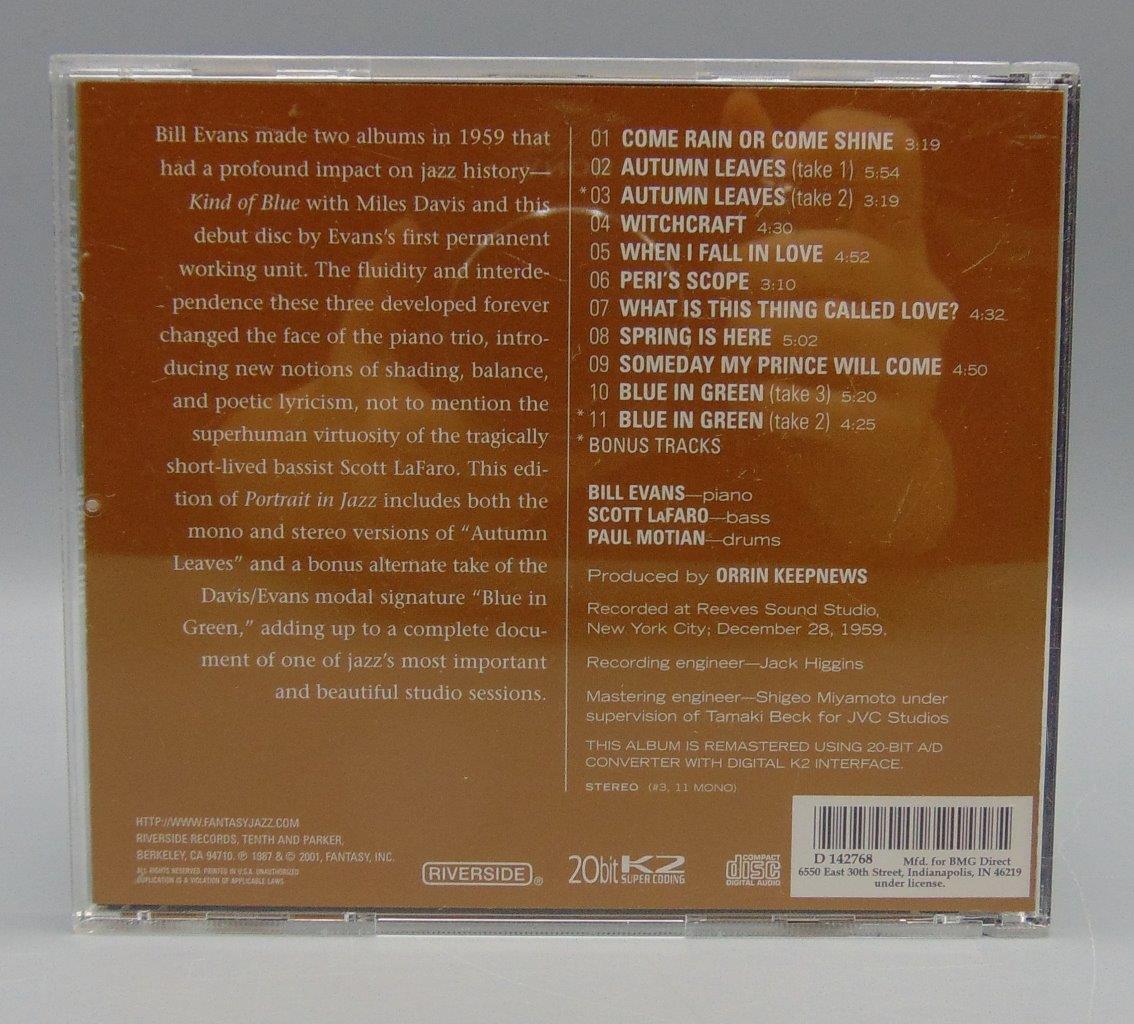 Bill Evans made two albums in 1959 that
had a profound impact on jazz history—
Kind of Blue with Miles Davis and this
debut disc by Evans's first permanent
working unit. The fluidity and interde-
pendence these three developed forever
changed the face of the piano trio, intro-
ducing new notions of shading, balance,
and poetic lyricism, not to mention the
superhuman virtuosity of the tragically
short-lived bassist Scott LaFaro. This edi-
tion of Portrait in Jazz includes both the
mono and stereo versions of “Autumn
Leaves” and a bonus alternate take of the
Davis/Evans modal signature “Blue in
Green,” adding up to a complete docu-
ment of one of jazz's most important
and beautiful studio sessions.
01 COME RAIN OR COME SHINE 3:19
02 AUTUMN LEAVES (take 1) 5:54
* 03 AUTUMN LEAVES (take 2) 3:19
04 WITCHCRAFT 4:30
05 WHEN I FALL IN LOVE 4:52
06 PERI'S SCOPE 3:10
07 WHAT IS THIS THING CALLED LOVE? 4:32
08 SPRING IS HERE 5:02
09 SOMEDAY MY PRINCE WILL COME 4:50
10 BLUE IN GREEN (take 3) 5:20
* 11 BLUE IN GREEN (take 2) 4:25
* BONUS TRACKS
BILL EVANS—piano
SCOTT LaFARO—bass
PAUL MOTIAN—drums
Produced by ORRIN KEEPNEWS
Recorded at Reeves Sound Studio,
New York City; December 28, 1959.
Recording engineer—Jack Higgins
Mastering engineer—Shigeo Miyamoto under
supervision of Tamaki Beck for JVC Studios
THIS ALBUM IS REMASTERED USING 20-BIT A/D
CONVERTER WITH DIGITAL K2 INTERFACE.
STEREO (#3, 11 MONO)
HTTP://WWW.FANTASYJAZZ.COM
RIVERSIDE RECORDS, TENTH AND PARKER,
BERKELEY, CA 94710. ℗ 1987 & © 2001, FANTASY, INC.
ALL RIGHTS RESERVED. PRINTED IN U.S.A. UNAUTHORIZED
DUPLICATION IS A VIOLATION OF APPLICABLE LAWS
RIVERSIDE ®
20bit K2
SUPER CODING
COMPACT
disc
DIGITAL AUDIO
D 142768 Mfd. for BMG Direct
6550 East 30th Street, Indianapolis, IN 46219
under license.